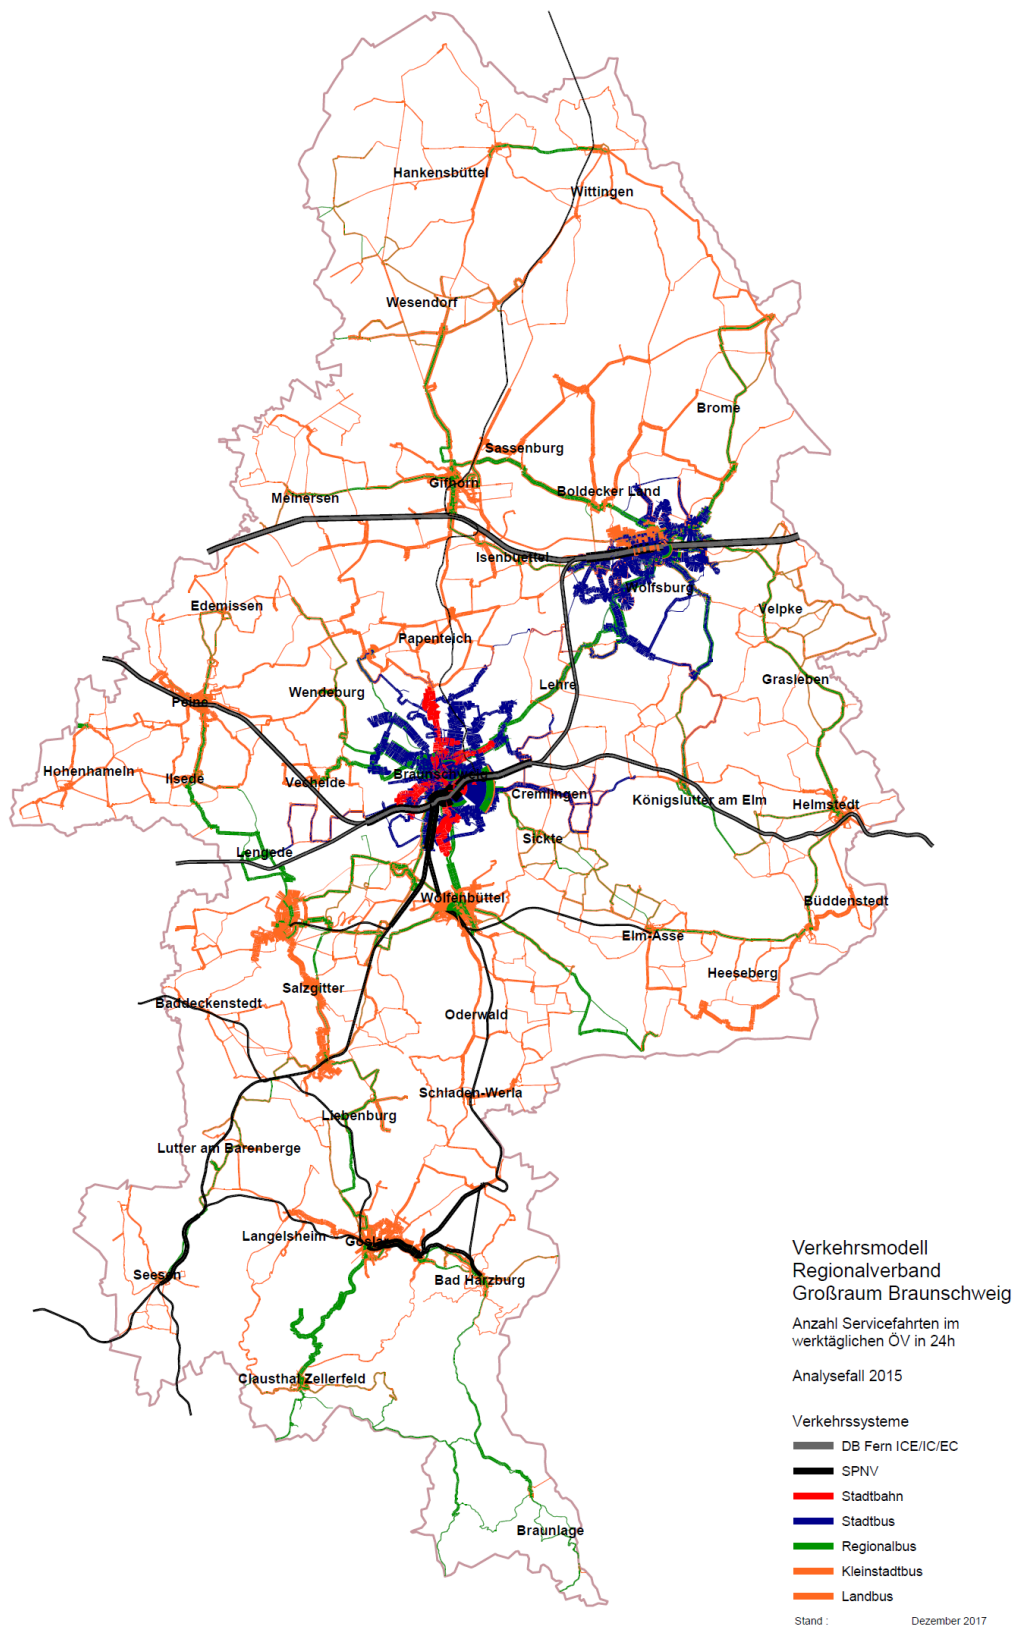 Hankensbüttel
Wittingen
Wesendorf
Brome
Sassenburg
Gifhorn
Boldecker Land
Meinersen
Isenbuettel
Wolfsburg
Edemissen
Velpke
Papenteich
Grasleben
Lehre
Wendeburg
Peine
Hohenhameln
Ilsede
Vechelde
Braunschweig
Cremlingen
Königslutter am Elm
Helmstedt
Sickte
Lengede
Wolfenbüttel
Büddenstedt
Elm-Asse
Heeseberg
Salzgitter
Baddeckenstedt
Oderwald
Schladen-Werla
Liebenburg
Lutter am Barenberge
Langelsheim
Goslar
Seesen
Bad Harzburg
Clausthal Zellerfeld
Braunlage
Verkehrsmodell
Regionalverband
Großraum Braunschweig
Anzahl Servicefahrten im
werktäglichen ÖV in 24h
Analysefall 2015
Verkehrssysteme
DB Fern ICE/IC/EC
SPNV
Stadtbahn
Stadtbus
Regionalbus
Kleinstadtbus
Landbus
Stand : Dezember 2017